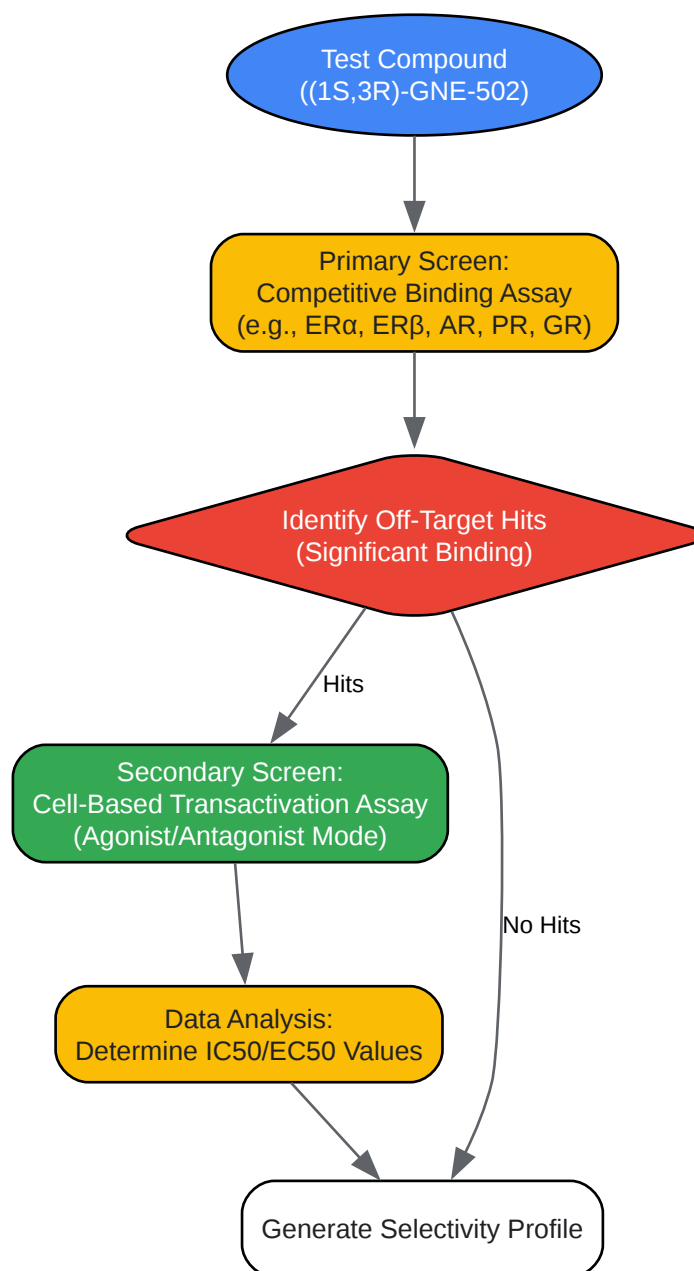 Test Compound
((1S,3R)-GNE-502)
Primary Screen:
Competitive Binding Assay
(e.g., ERα, ERβ, AR, PR, GR)
Identify Off-Target Hits
(Significant Binding)
Hits
Secondary Screen:
Cell-Based Transactivation Assay
(Agonist/Antagonist Mode)
No Hits
Data Analysis:
Determine IC50/EC50 Values
Generate Selectivity Profile